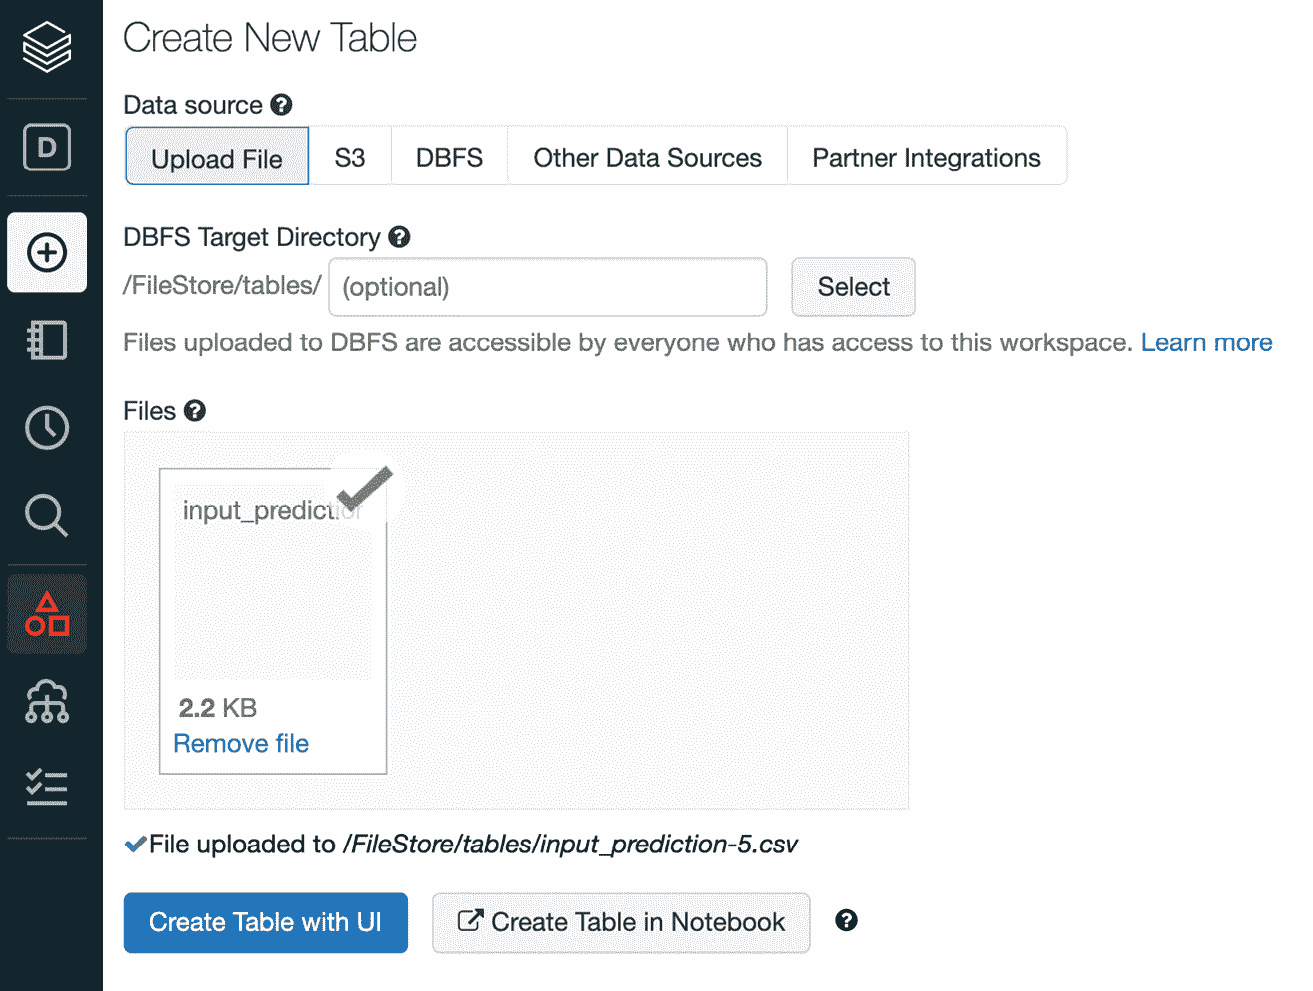 Create New Table
D
Data source ?
Upload File S3 DBFS Other Data Sources Partner Integrations
DBFS Target Directory ?
/FileStore/tables/ (optional) Select
Files uploaded to DBFS are accessible by everyone who has access to this workspace. Learn more
Files ?
input_prediction
2.2 KB
Remove file
File uploaded to /FileStore/tables/input_prediction-5.csv
Create Table with UI Create Table in Notebook ?